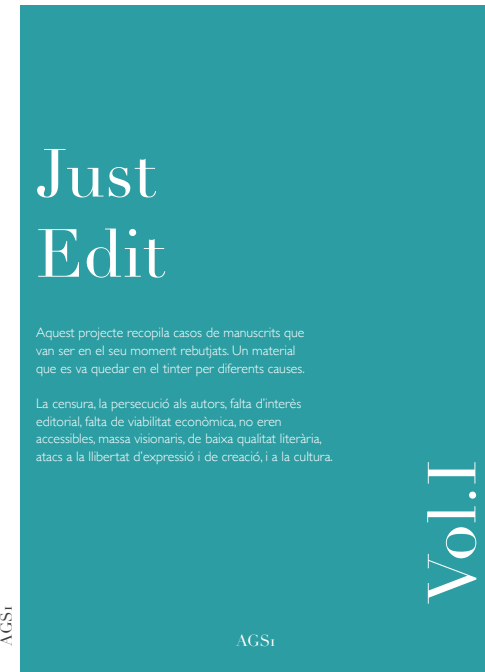 Just
Edit
Aquest projecte recopila casos de manuscrits que
van ser en el seu moment rebutjats. Un material
que es va quedar en el tinter per diferents causes.
La censura, la persecució als autors, falta d'interès
editorial, falta de viabilitat econòmica, no eren
accessibles, massa visionaris, de baixa qualitat literària,
atacs a la llibertat d'expressió i de creació, i a la cultura.
Vol.I
AGS1
AGS1